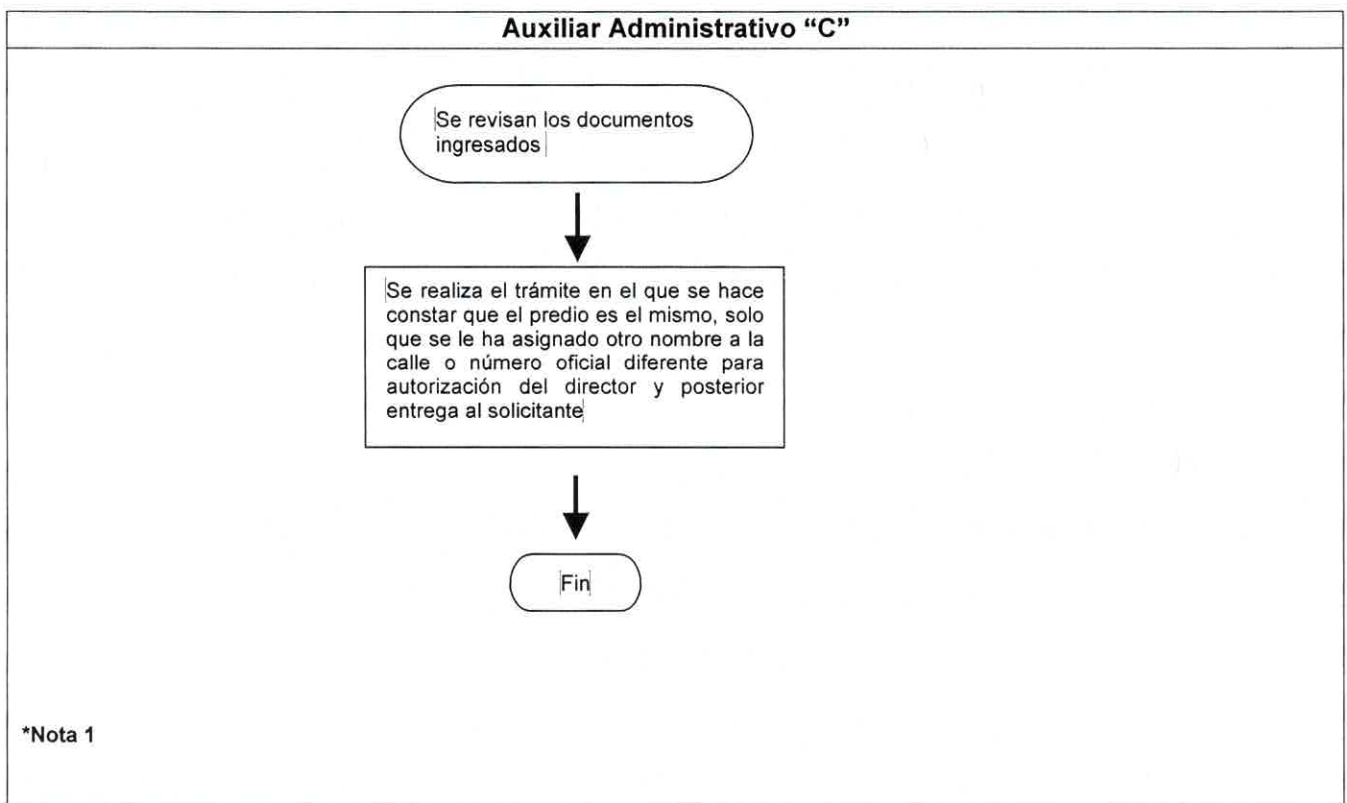 Auxiliar Administrativo “C”
Se revisan los documentos
ingresados
Se realiza el trámite en el que se hace
constar que el predio es el mismo, solo
que se le ha asignado otro nombre a la
calle o número oficial diferente para
autorización del director y posterior
entrega al solicitante
Fin
*Nota 1